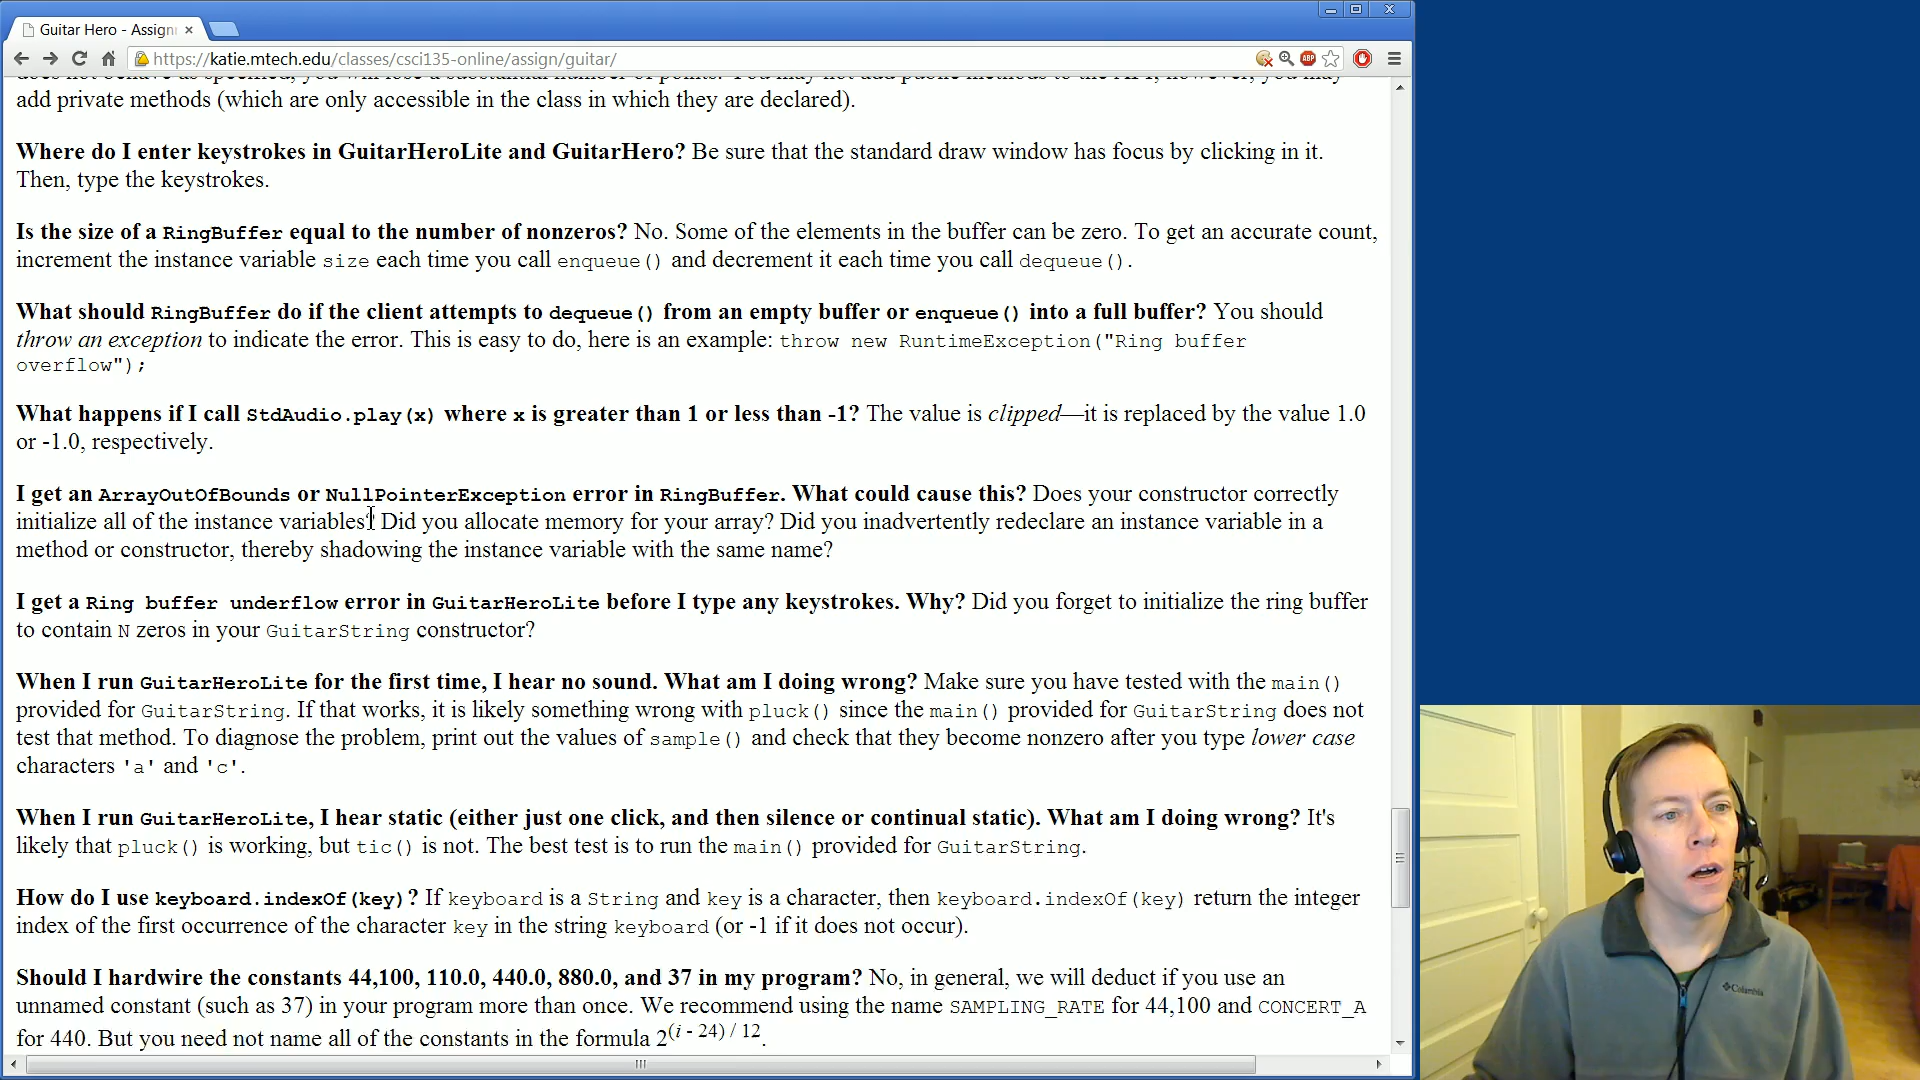 Guitar Hero - Assign
https://katie.mtech.edu/classes/csci135-online/assign/guitar/
ABP
add private methods (which are only accessible in the class in which they are declared).
Where do I enter keystrokes in GuitarHeroLite and GuitarHero? Be sure that the standard draw window has focus by clicking in it.
Then, type the keystrokes.
Is the size of a RingBuffer equal to the number of nonzeros? No. Some of the elements in the buffer can be zero. To get an accurate count,
increment the instance variable size each time you call enqueue() and decrement it each time you call dequeue().
What should RingBuffer do if the client attempts to dequeue() from an empty buffer or enqueue() into a full buffer? You should
throw an exception to indicate the error. This is easy to do, here is an example: throw new RuntimeException("Ring buffer
overflow");
What happens if I call StdAudio.play(x) where x is greater than 1 or less than -1? The value is clipped—it is replaced by the value 1.0
or -1.0, respectively.
I get an ArrayOutOfBounds or NullPointerException error in RingBuffer. What could cause this? Does your constructor correctly
initialize all of the instance variables? Did you allocate memory for your array? Did you inadvertently redeclare an instance variable in a
method or constructor, thereby shadowing the instance variable with the same name?
I get a Ring buffer underflow error in GuitarHeroLite before I type any keystrokes. Why? Did you forget to initialize the ring buffer
to contain N zeros in your GuitarString constructor?
When I run GuitarHeroLite for the first time, I hear no sound. What am I doing wrong? Make sure you have tested with the main()
provided for GuitarString. If that works, it is likely something wrong with pluck() since the main() provided for GuitarString does not
test that method. To diagnose the problem, print out the values of sample() and check that they become nonzero after you type lower case
characters 'a' and 'c'.
When I run GuitarHeroLite, I hear static (either just one click, and then silence or continual static). What am I doing wrong? It's
likely that pluck() is working, but tic() is not. The best test is to run the main() provided for GuitarString.
How do I use keyboard.indexOf(key)? If keyboard is a String and key is a character, then keyboard.indexOf(key) return the integer
index of the first occurrence of the character key in the string keyboard (or -1 if it does not occur).
Should I hardwire the constants 44,100, 110.0, 440.0, 880.0, and 37 in my program? No, in general, we will deduct if you use an
unnamed constant (such as 37) in your program more than once. We recommend using the name SAMPLING_RATE for 44,100 and CONCERT_A
for 440. But you need not name all of the constants in the formula 2(i - 24) / 12.
Columbia